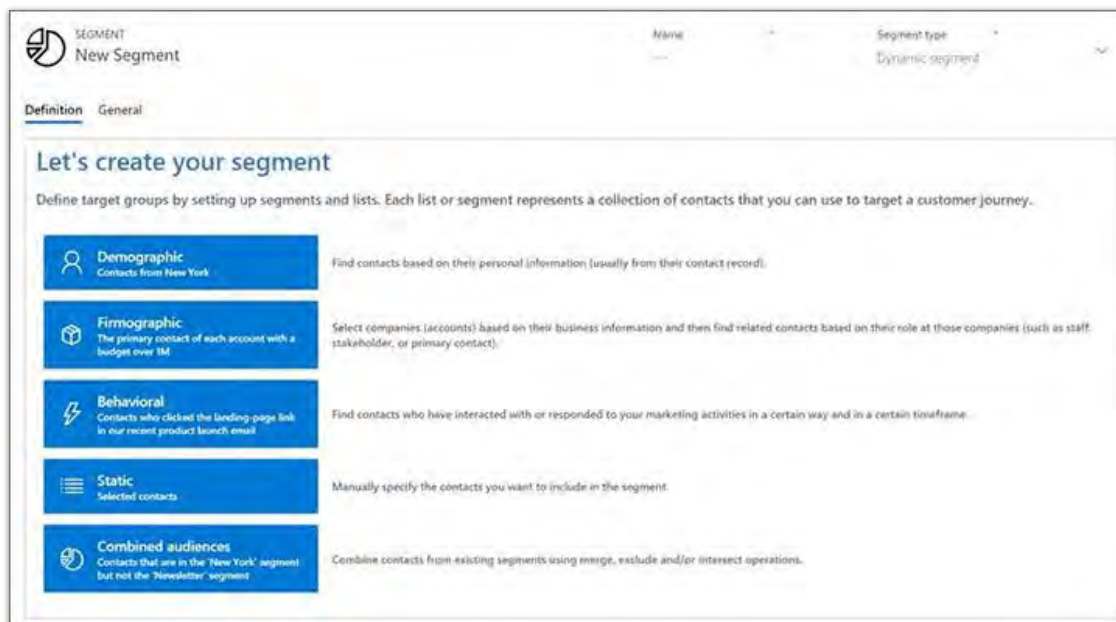 SEGMENT
New Segment
Name *
---
Segment type *
Dynamic segment
Definition General
Let's create your segment
Define target groups by setting up segments and lists. Each list or segment represents a collection of contacts that you can use to target a customer journey.
Demographic
Contacts from New York
Find contacts based on their personal information (usually from their contact record).
Firmographic
The primary contact of each account with a
budget over 1M
Select companies (accounts) based on their business information and then find related contacts based on their role at those companies (such as staff,
stakeholder, or primary contact).
Behavioral
Contacts who clicked the landing-page link
in our recent product launch email
Find contacts who have interacted with or responded to your marketing activities in a certain way and in a certain timeframe.
Static
Selected contacts
Manually specify the contacts you want to include in the segment.
Combined audiences
Contacts that are in the 'New York' segment
but not the 'Newsletter' segment
Combine contacts from existing segments using merge, exclude and/or intersect operations.